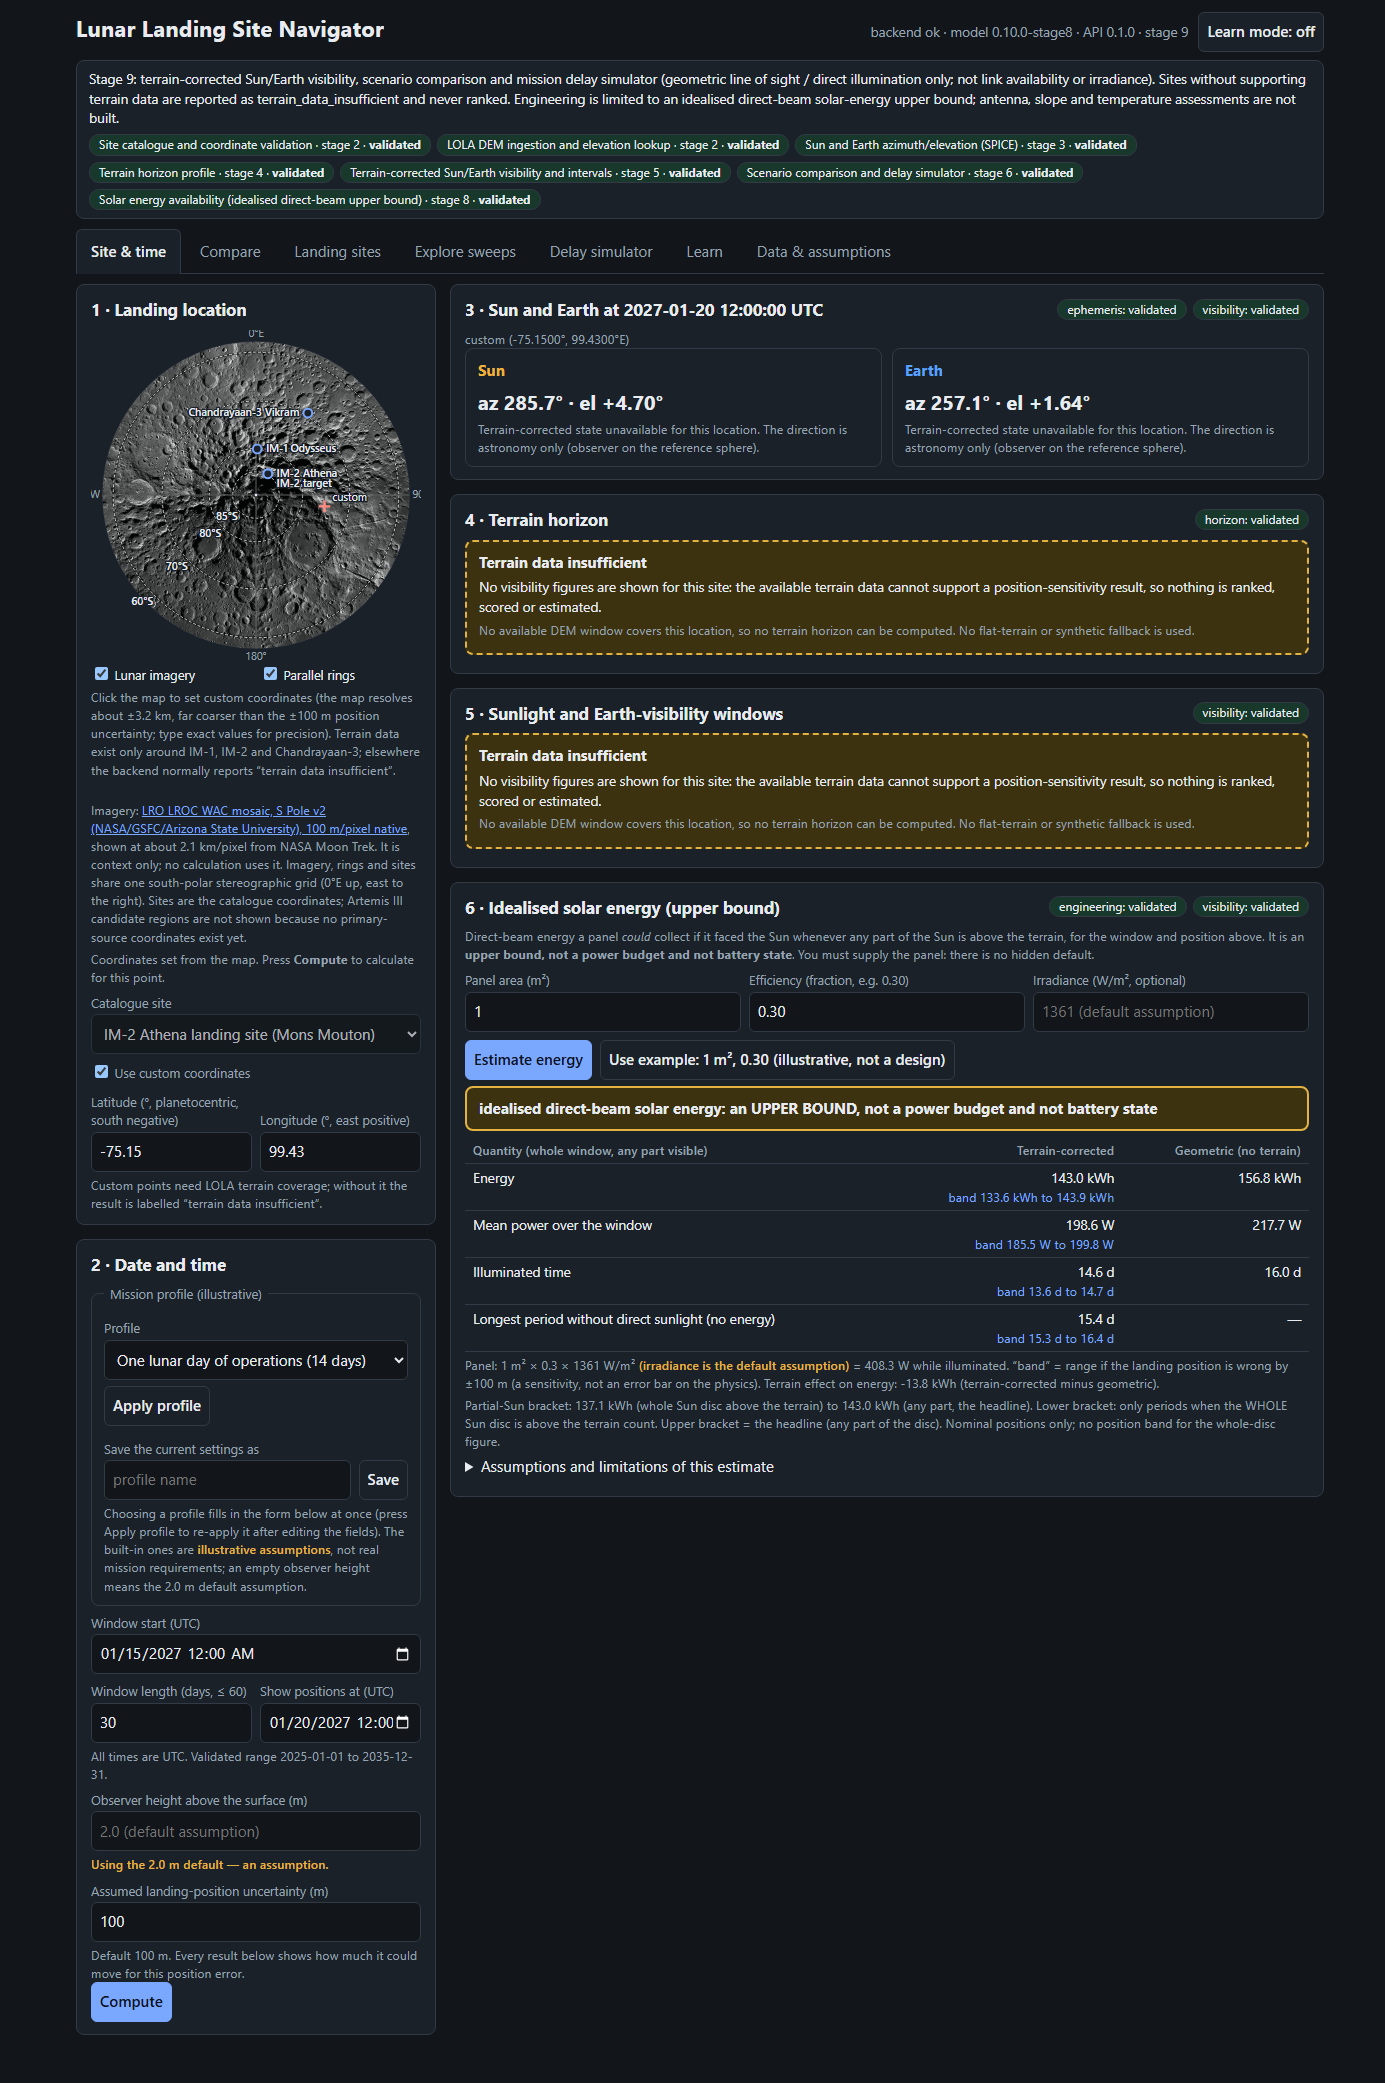 Lunar Landing Site Navigator
backend ok · model 0.10.0-stage8 · API 0.1.0 · stage 9
Learn mode: off
Stage 9: terrain-corrected Sun/Earth visibility, scenario comparison and mission delay simulator (geometric line of sight / direct illumination only; not link availability or irradiance). Sites without supporting
terrain data are reported as terrain_data_insufficient and never ranked. Engineering is limited to an idealised direct-beam solar-energy upper bound; antenna, slope and temperature assessments are not
built.
Site catalogue and coordinate validation · stage 2 · validated
LOLA DEM ingestion and elevation lookup · stage 2 · validated
Sun and Earth azimuth/elevation (SPICE) · stage 3 · validated
Terrain horizon profile · stage 4 · validated
Terrain-corrected Sun/Earth visibility and intervals · stage 5 · validated
Scenario comparison and delay simulator · stage 6 · validated
Solar energy availability (idealised direct-beam upper bound) · stage 8 · validated
Site & time
Compare
Landing sites
Explore sweeps
Delay simulator
Learn
Data & assumptions
1 · Landing location
0°E
Chandrayaan-3 Vikram
IM-1 Odysseus
IM-2 Athena
IM-2 target
custom
W
90
85°S
80°S
70°S
60°S
180°
Lunar imagery
Parallel rings
Click the map to set custom coordinates (the map resolves
about ±3.2 km, far coarser than the ±100 m position
uncertainty; type exact values for precision). Terrain data
exist only around IM-1, IM-2 and Chandrayaan-3; elsewhere
the backend normally reports “terrain data insufficient”.
Imagery: LRO LROC WAC mosaic, S Pole v2
(NASA/GSFC/Arizona State University), 100 m/pixel native,
shown at about 2.1 km/pixel from NASA Moon Trek. It is
context only; no calculation uses it. Imagery, rings and sites
share one south-polar stereographic grid (0°E up, east to
the right). Sites are the catalogue coordinates; Artemis III
candidate regions are not shown because no primary-
source coordinates exist yet.
Coordinates set from the map. Press Compute to calculate
for this point.
Catalogue site
IM-2 Athena landing site (Mons Mouton)
Use custom coordinates
Latitude (°, planetocentric,
south negative)
Longitude (°, east positive)
-75.15
99.43
Custom points need LOLA terrain coverage; without it the
result is labelled “terrain data insufficient”.
2 · Date and time
Mission profile (illustrative)
Profile
One lunar day of operations (14 days)
Apply profile
Save the current settings as
profile name
Save
Choosing a profile fills in the form below at once (press
Apply profile to re-apply it after editing the fields). The
built-in ones are illustrative assumptions, not real
mission requirements; an empty observer height
means the 2.0 m default assumption.
Window start (UTC)
01/15/2027 12:00 AM
Window length (days, ≤ 60)
Show positions at (UTC)
30
01/20/2027 12:00
All times are UTC. Validated range 2025-01-01 to 2035-12-
31.
Observer height above the surface (m)
2.0 (default assumption)
Using the 2.0 m default — an assumption.
Assumed landing-position uncertainty (m)
100
Default 100 m. Every result below shows how much it could
move for this position error.
Compute
3 · Sun and Earth at 2027-01-20 12:00:00 UTC
ephemeris: validated
visibility: validated
custom (-75.1500°, 99.4300°E)
Sun
az 285.7° · el +4.70°
Terrain-corrected state unavailable for this location. The direction is
astronomy only (observer on the reference sphere).
Earth
az 257.1° · el +1.64°
Terrain-corrected state unavailable for this location. The direction is
astronomy only (observer on the reference sphere).
4 · Terrain horizon
horizon: validated
Terrain data insufficient
No visibility figures are shown for this site: the available terrain data cannot support a position-sensitivity result, so nothing is ranked,
scored or estimated.
No available DEM window covers this location, so no terrain horizon can be computed. No flat-terrain or synthetic fallback is used.
5 · Sunlight and Earth-visibility windows
visibility: validated
Terrain data insufficient
No visibility figures are shown for this site: the available terrain data cannot support a position-sensitivity result, so nothing is ranked,
scored or estimated.
No available DEM window covers this location, so no terrain horizon can be computed. No flat-terrain or synthetic fallback is used.
6 · Idealised solar energy (upper bound)
engineering: validated
visibility: validated
Direct-beam energy a panel could collect if it faced the Sun whenever any part of the Sun is above the terrain, for the window and position above. It is an
upper bound, not a power budget and not battery state. You must supply the panel: there is no hidden default.
Panel area (m²)
Efficiency (fraction, e.g. 0.30)
Irradiance (W/m², optional)
1
0.30
1361 (default assumption)
Estimate energy
Use example: 1 m², 0.30 (illustrative, not a design)
idealised direct-beam solar energy: an UPPER BOUND, not a power budget and not battery state
Quantity (whole window, any part visible)
Terrain-corrected
Geometric (no terrain)
Energy
143.0 kWh
156.8 kWh
band 133.6 kWh to 143.9 kWh
Mean power over the window
198.6 W
217.7 W
band 185.5 W to 199.8 W
Illuminated time
14.6 d
16.0 d
band 13.6 d to 14.7 d
Longest period without direct sunlight (no energy)
15.4 d
—
band 15.3 d to 16.4 d
Panel: 1 m² × 0.3 × 1361 W/m² (irradiance is the default assumption) = 408.3 W while illuminated. “band” = range if the landing position is wrong by
±100 m (a sensitivity, not an error bar on the physics). Terrain effect on energy: -13.8 kWh (terrain-corrected minus geometric).
Partial-Sun bracket: 137.1 kWh (whole Sun disc above the terrain) to 143.0 kWh (any part, the headline). Lower bracket: only periods when the WHOLE
Sun disc is above the terrain count. Upper bracket = the headline (any part of the disc). Nominal positions only; no position band for the whole-disc
figure.
Assumptions and limitations of this estimate